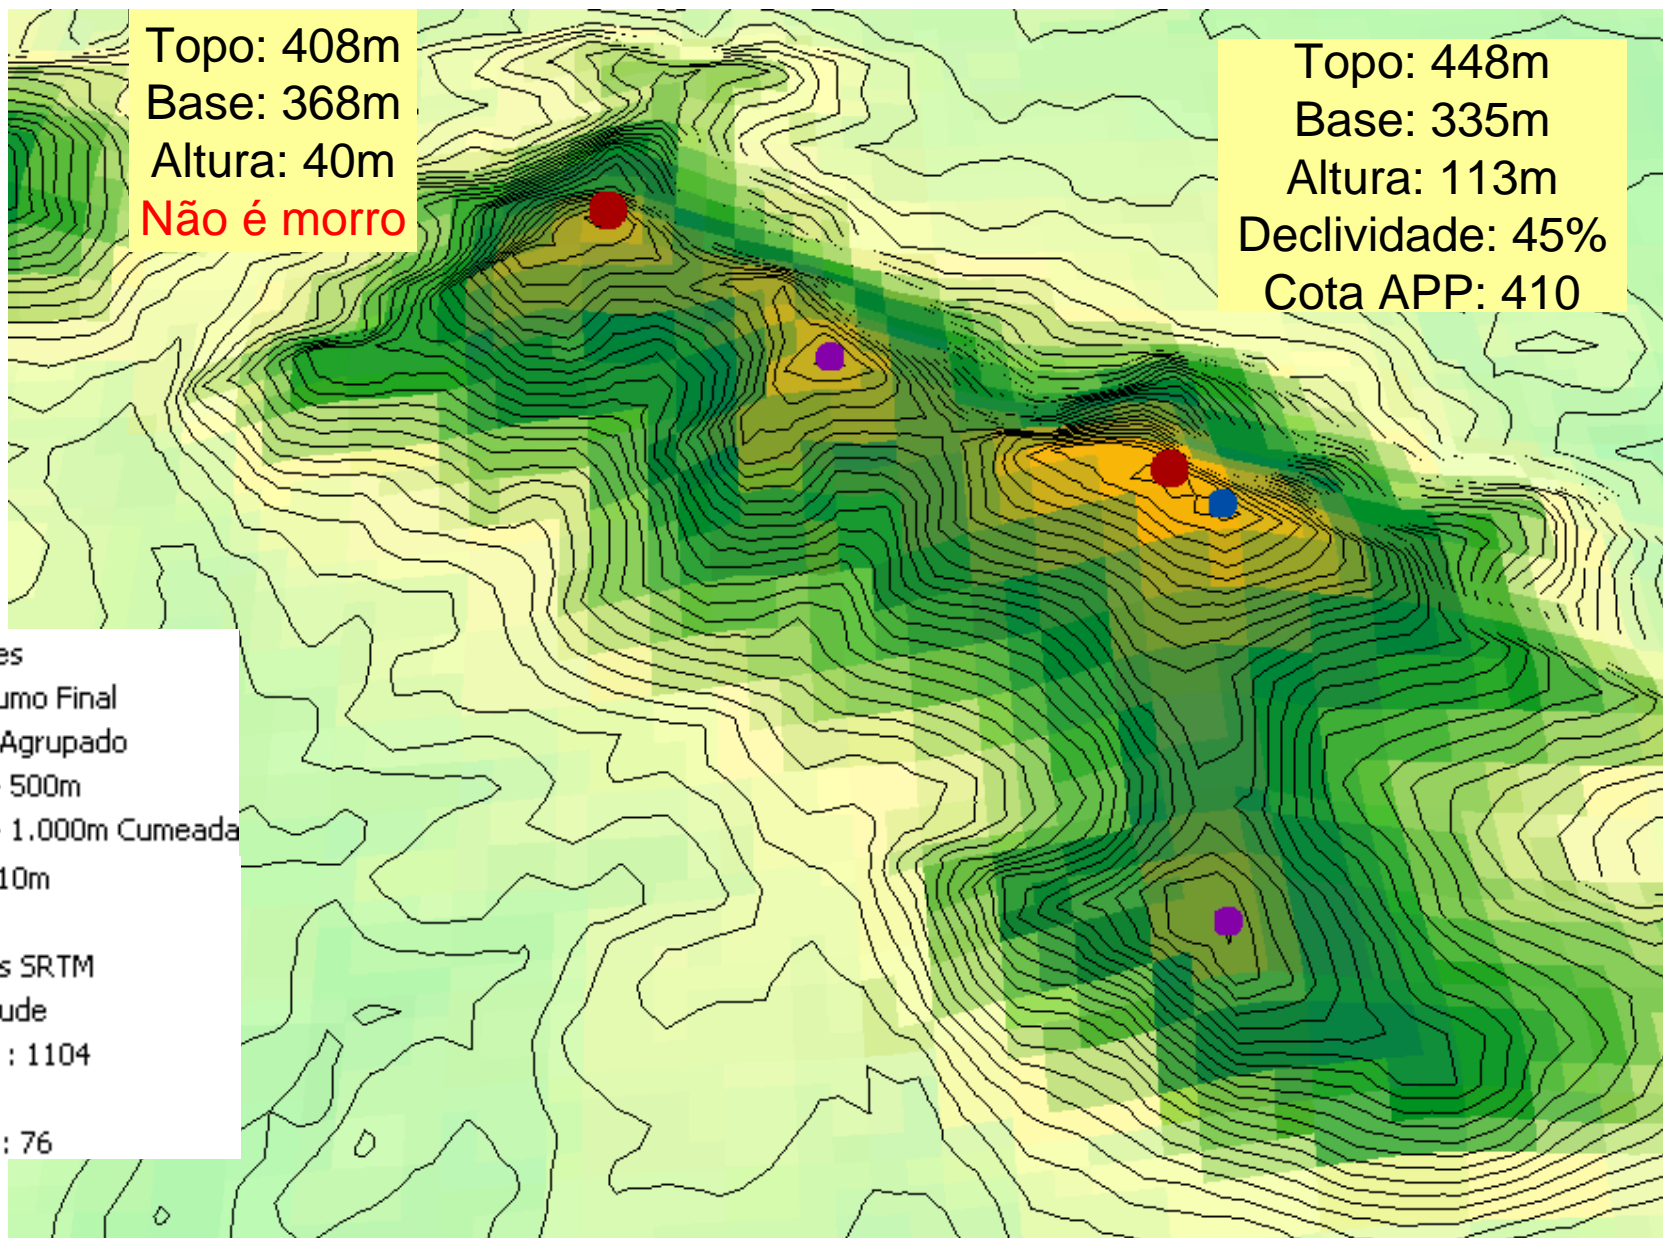 Topo: 408m
Base: 368m
Altura: 40m
Não é morro
Topo: 448m
Base: 335m
Altura: 113m
Declividade: 45%
Cota APP: 410
es
umo Final
Agrupado
500m
1.000m Cumeada
10m
s SRTM
ude
: 1104
: 76